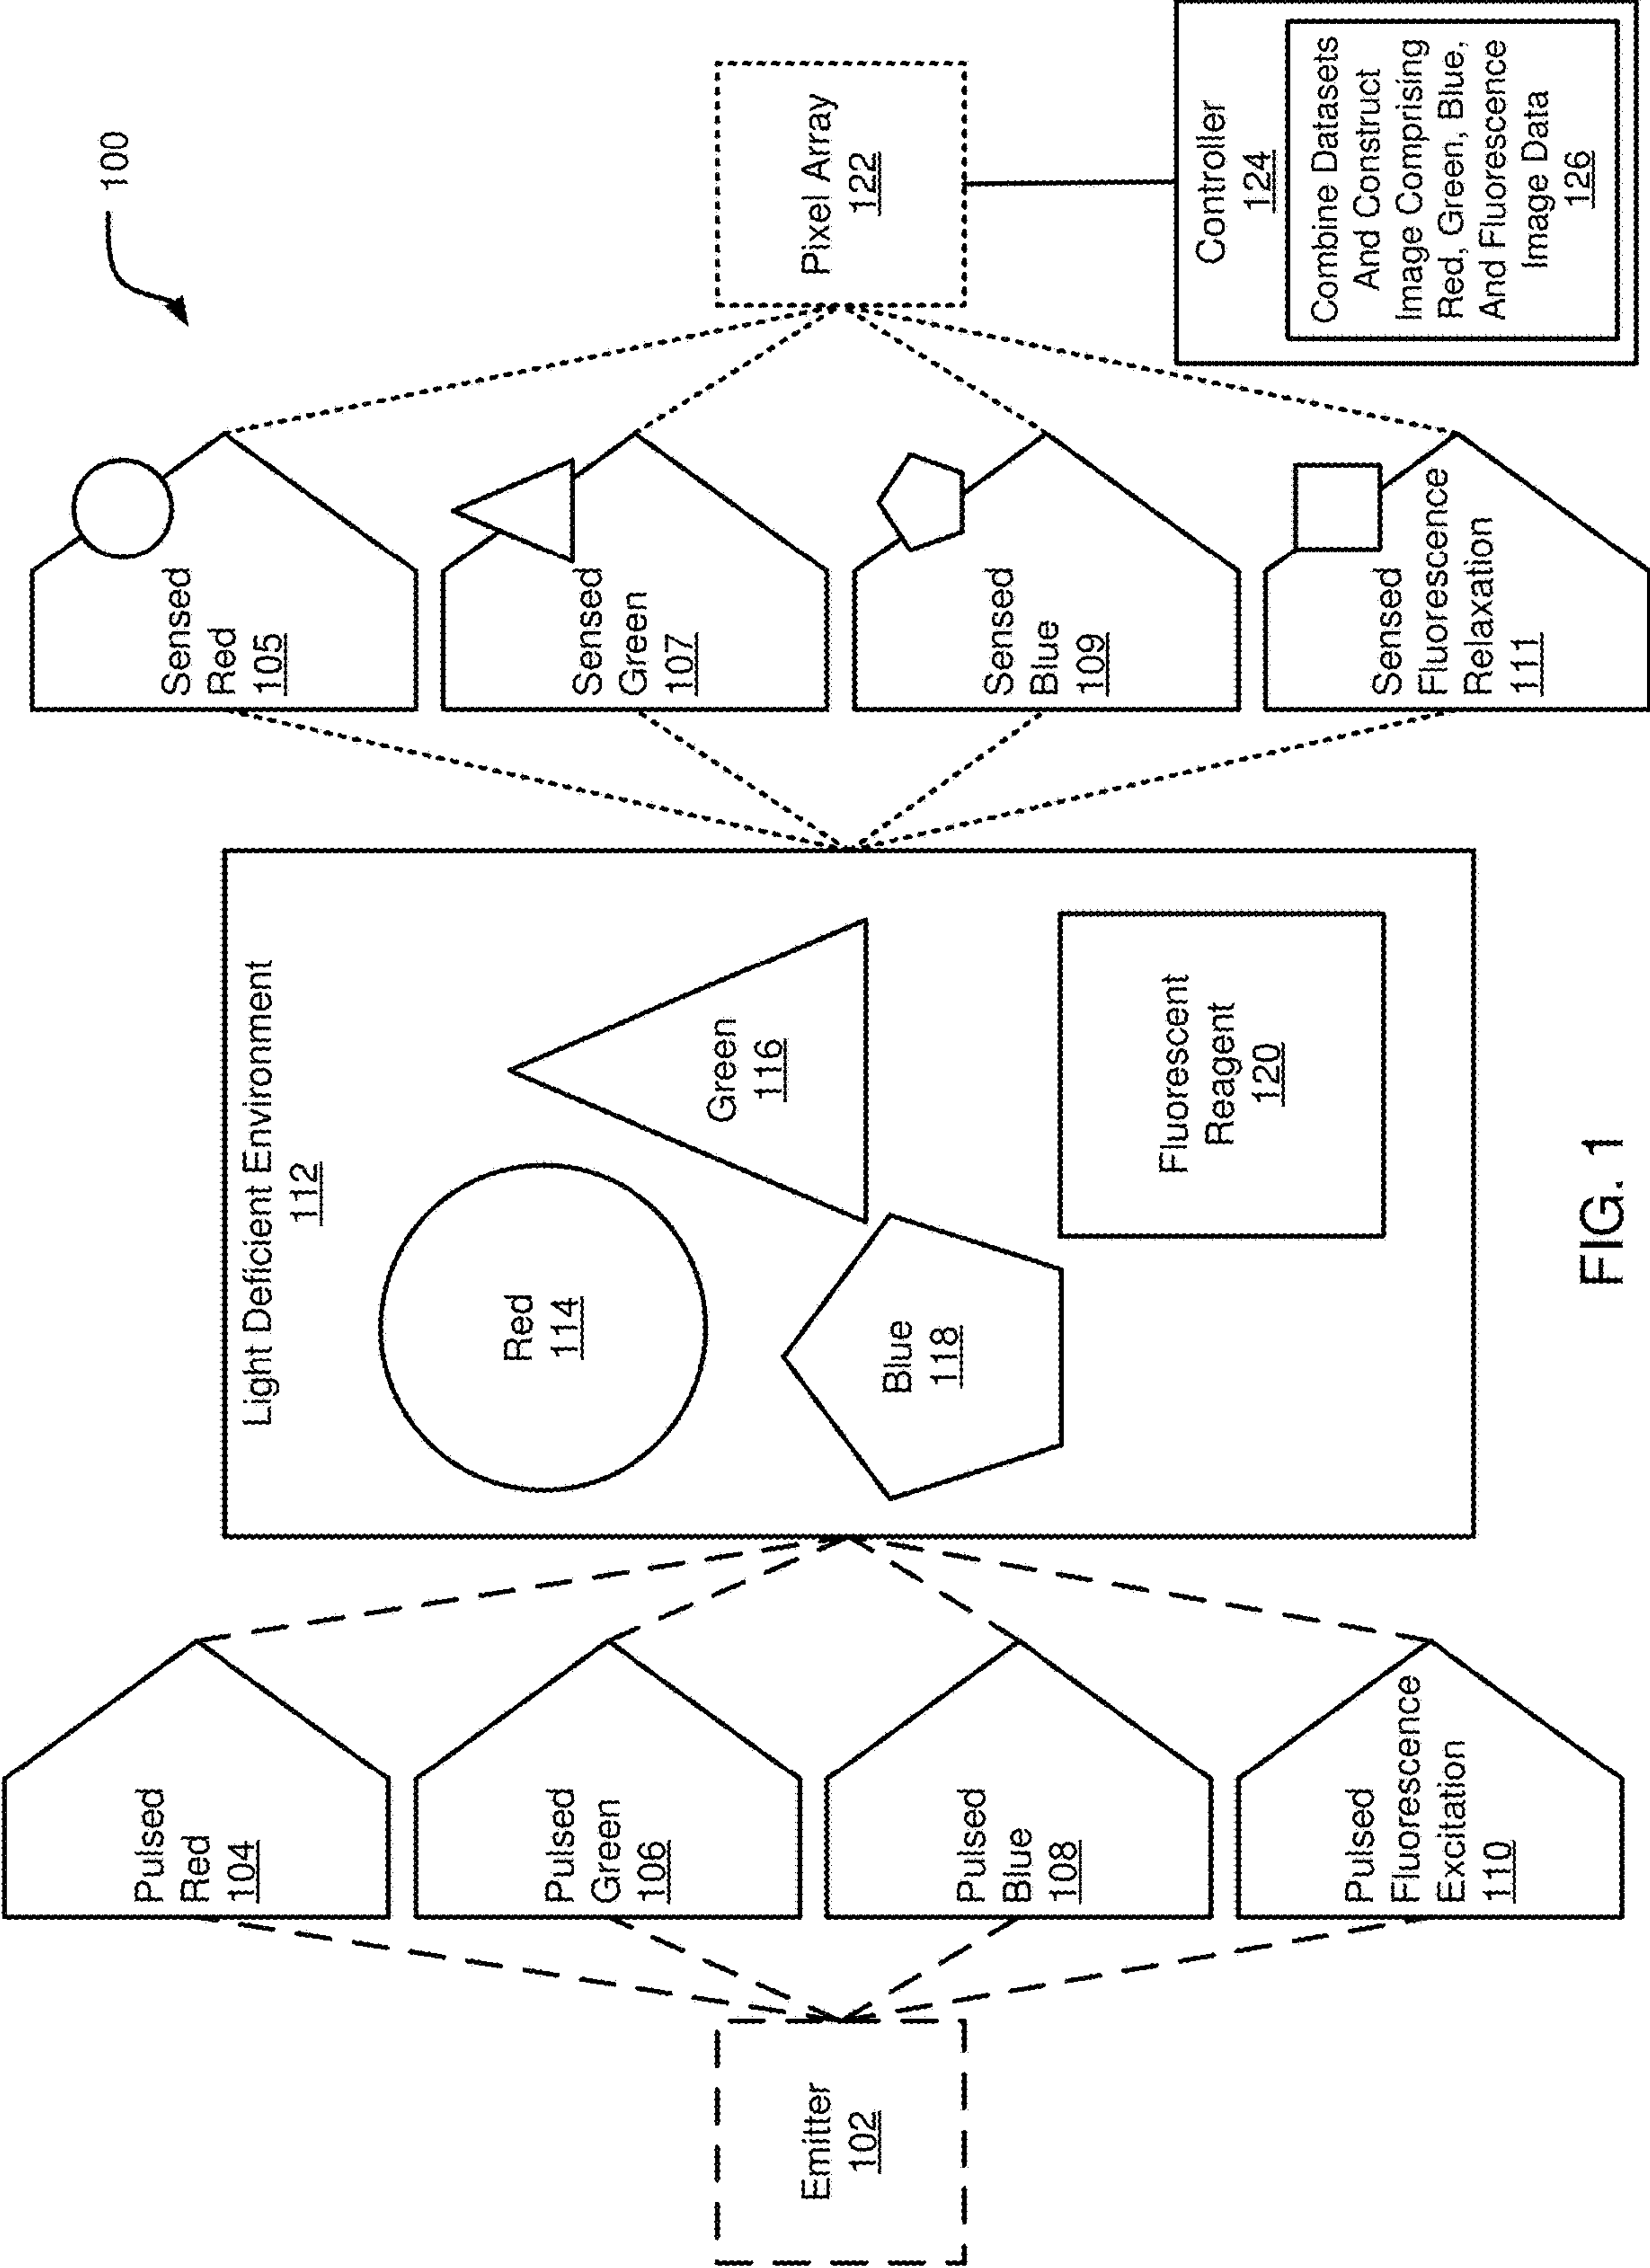 100
Emitter
102
Pulsed
Red
104
Pulsed
Green
106
Pulsed
Blue
108
Pulsed
Fluorescence
Excitation
110
Light Deficient Environment
112
Red
114
Green
116
Blue
118
Fluorescent
Reagent
120
Sensed
Red
105
Sensed
Green
107
Sensed
Blue
109
Sensed
Fluorescence
Relaxation
111
Pixel Array
122
Controller
124
Combine Datasets
And Construct
Image Comprising
Red, Green, Blue,
And Fluorescence
Image Data
126
FIG. 1